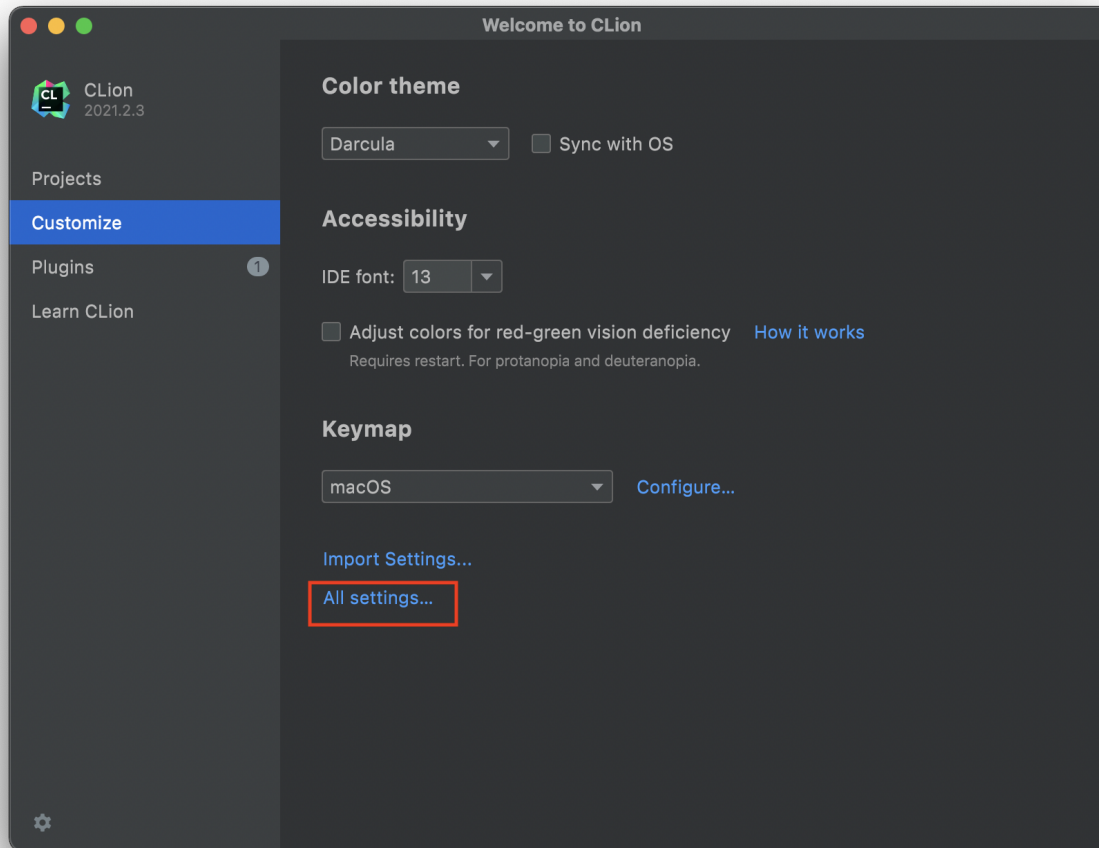 Welcome to CLion
CL
CLion
2021.2.3
Projects
Customize
Plugins
1
Learn CLion
Color theme
Darcula
Sync with OS
Accessibility
IDE font: 13
Adjust colors for red-green vision deficiency How it works
Requires restart. For protanopia and deuteranopia.
Keymap
macOS
Configure...
Import Settings...
All settings...